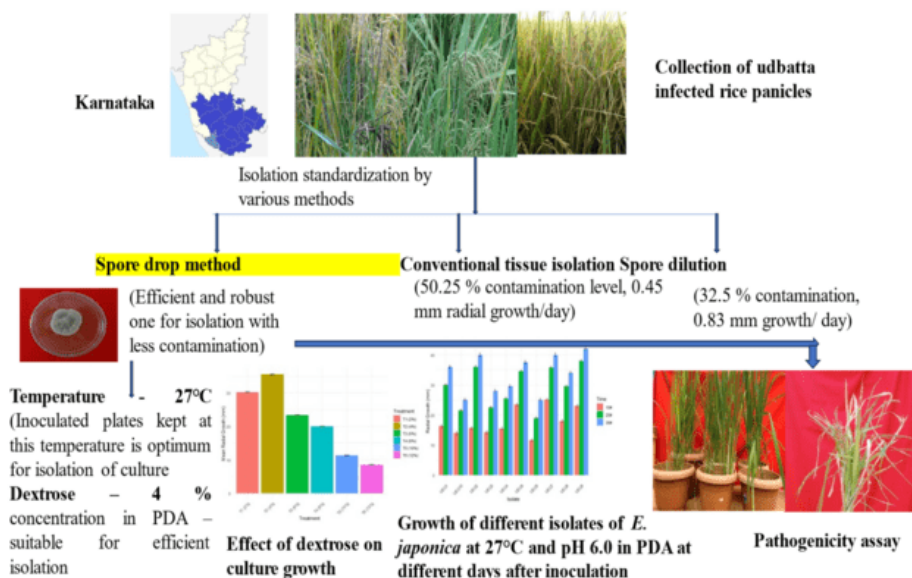 Karnataka
Collection of udbatta
infected rice panicles
Isolation standardization by
various methods
Spore drop method
Conventional tissue isolation Spore dilution
(Efficient and robust
one for isolation with
less contamination)
(50.25 % contamination level, 0.45
mm radial growth/day)
(32.5 % contamination,
0.83 mm growth/ day)
Temperature - 27°C
(Inoculated plates kept at
this temperature is optimum
for isolation of culture
Dextrose – 4 %
concentration in PDA –
suitable for efficient
isolation
Treatment
Treatment
Time
Effect of dextrose on
culture growth
Growth of different isolates of E.
japonica at 27°C and pH 6.0 in PDA at
different days after inoculation
Pathogenicity assay